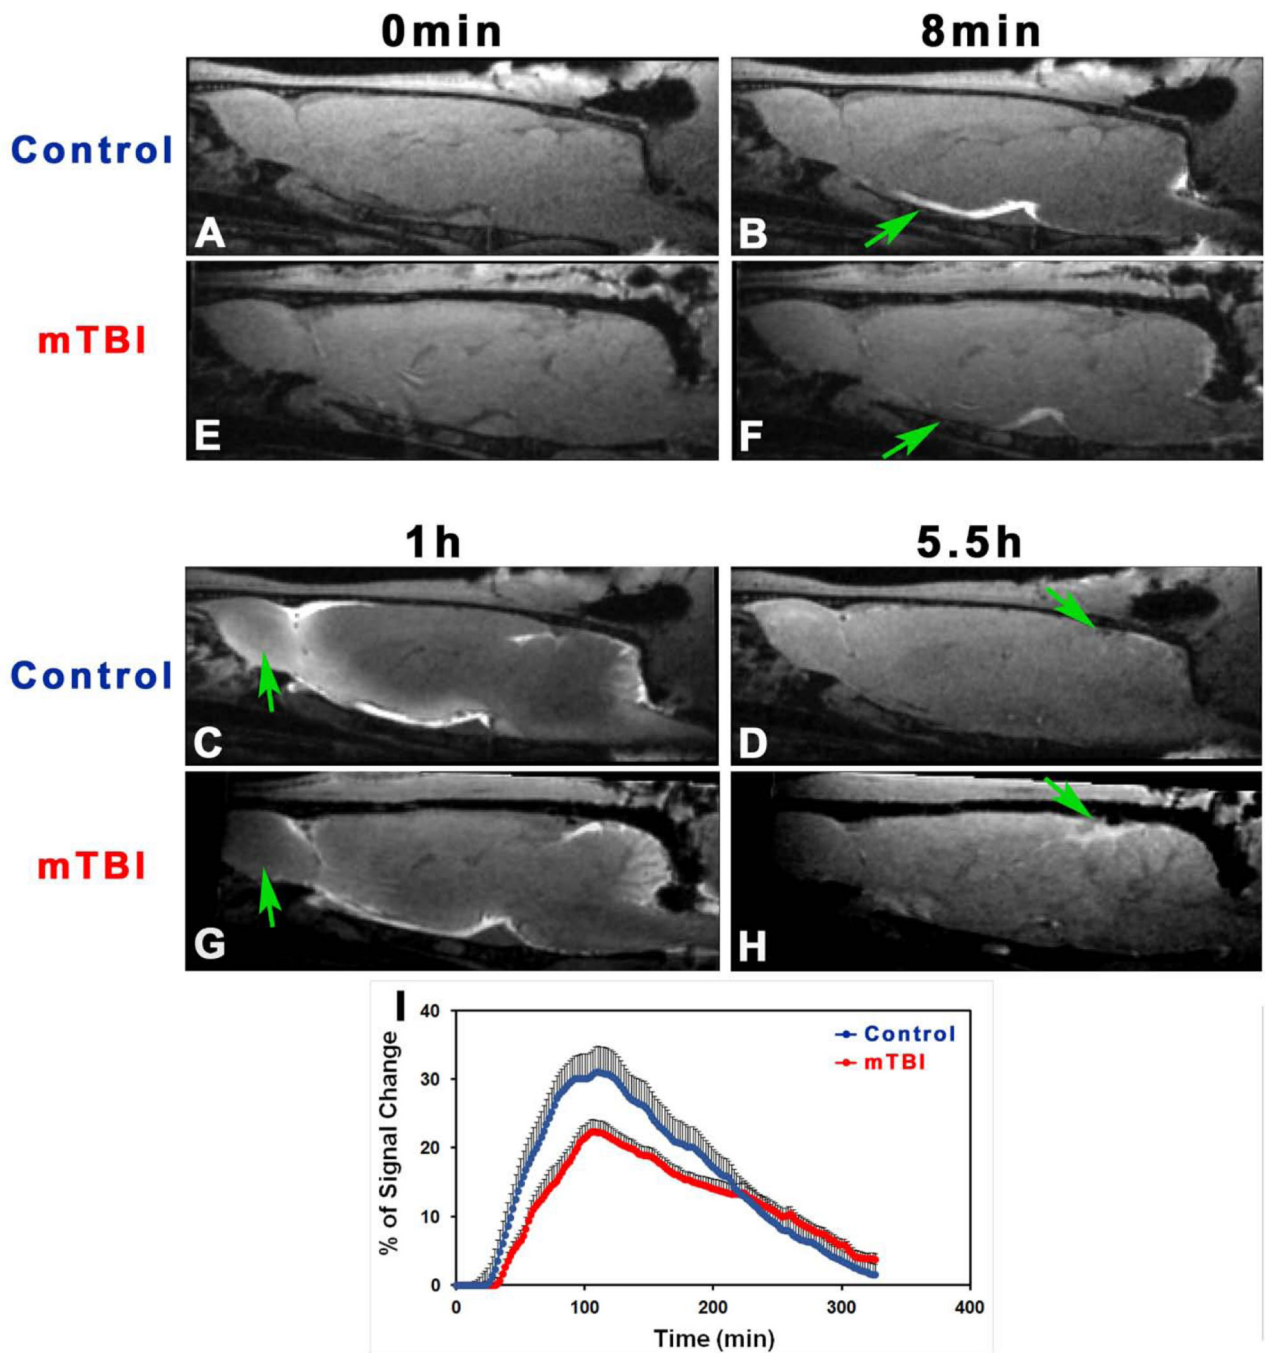 0min 8min
Control
A B
mTBI
E F
1h 5.5h
Control
C D
mTBI
G H
I
40
30
20
10
0
% of Signal Change
Control
mTBI
0 100 200 300 400
Time (min)